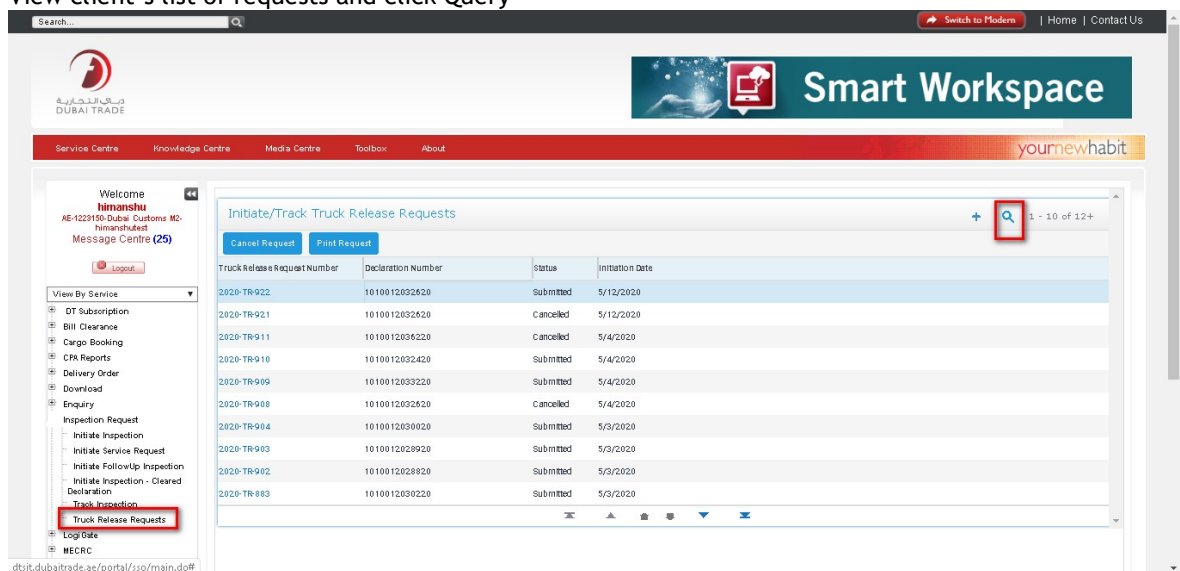 View client's list of requests and click Query
Search...
Switch to Modern | Home | Contact Us
دبي التجارية
DUBAI TRADE
Smart Workspace
Service Centre Knowledge Centre Media Centre Toolbox About
yournewhabit
Welcome
himanshu
AE-1223150-Dubai Customs M2-
himanshutest
Message Centre (25)
Logout
View By Service
DT Subscription
Bill Clearance
Cargo Booking
CPA Reports
Delivery Order
Download
Enquiry
Inspection Request
Initiate Inspection
Initiate Service Request
Initiate FollowUp Inspection
Initiate Inspection - Cleared
Declaration
Track Inspection
Truck Release Requests
LogiGate
MECRC
Initiate/Track Truck Release Requests
1 - 10 of 12+
Cancel Request Print Request
Truck Release Request Number Declaration Number Status Initiation Date
2020-TR-922 1010012032620 Submitted 5/12/2020
2020-TR-921 1010012032620 Cancelled 5/12/2020
2020-TR-911 1010012036220 Cancelled 5/4/2020
2020-TR-910 1010012032420 Submitted 5/4/2020
2020-TR-909 1010012033220 Submitted 5/4/2020
2020-TR-908 1010012032620 Cancelled 5/4/2020
2020-TR-904 1010012030020 Submitted 5/3/2020
2020-TR-903 1010012028920 Submitted 5/3/2020
2020-TR-902 1010012028820 Submitted 5/3/2020
2020-TR-883 1010012030220 Submitted 5/3/2020
dtsit.dubaitrade.ae/portal/sso/main.do#